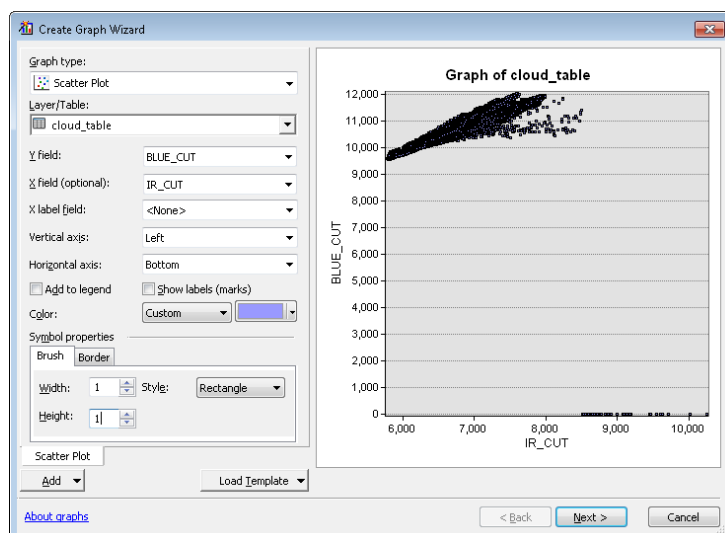 Create Graph Wizard
Graph type:
Scatter Plot
Layer/Table:
cloud_table
Y field: BLUE_CUT
X field (optional): IR_CUT
X label field: <None>
Vertical axis: Left
Horizontal axis: Bottom
Add to legend Show labels (marks)
Color: Custom
Symbol properties
Brush Border
Width: 1 Style: Rectangle
Height: 1
Scatter Plot
Add Load Template
About graphs < Back Next > Cancel
Graph of cloud_table
12,000
11,000
10,000
9,000
8,000
7,000
6,000
5,000
4,000
3,000
2,000
1,000
0
BLUE_CUT
6,000 7,000 8,000 9,000 10,000
IR_CUT